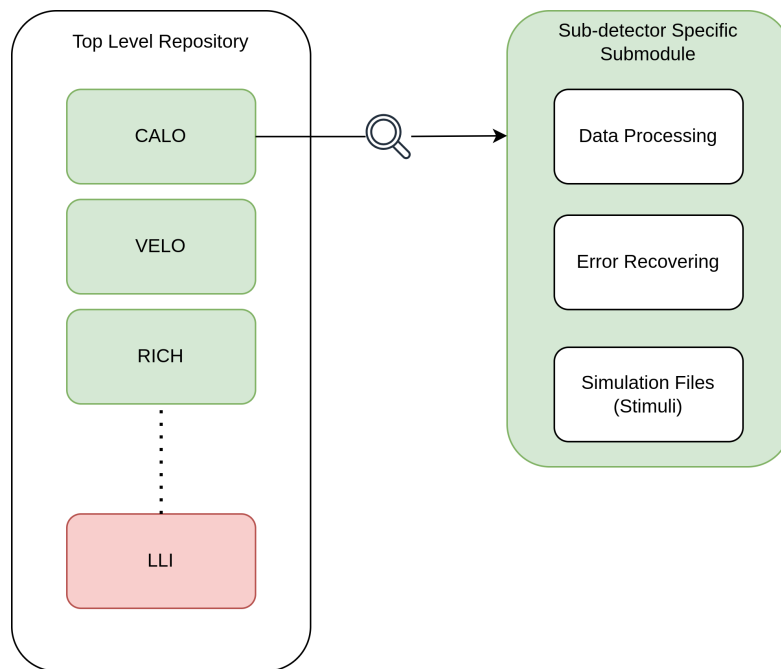 Top Level Repository
CALO
VELO
RICH
LLI
Sub-detector Specific
Submodule
Data Processing
Error Recovering
Simulation Files
(Stimuli)